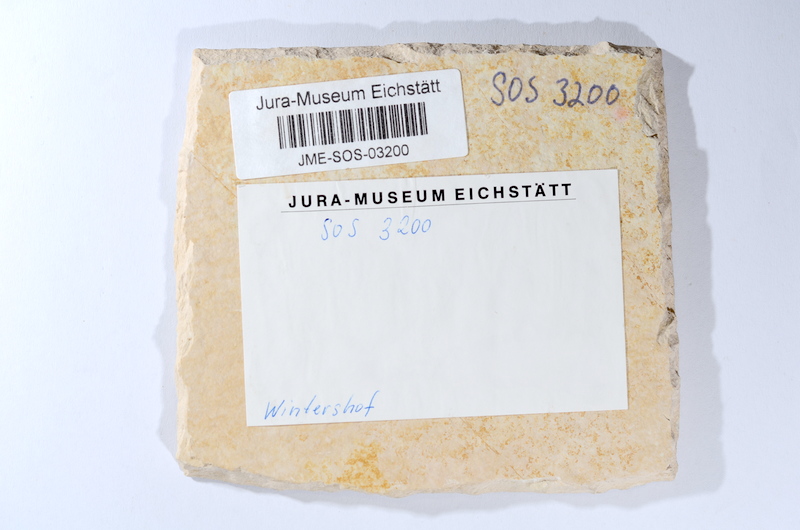 Jura-Museum Eichstätt
JME-SOS-03200
SOS 3200
JURA-MUSEUM EICHSTÄTT
SOS 3200
Wintershof